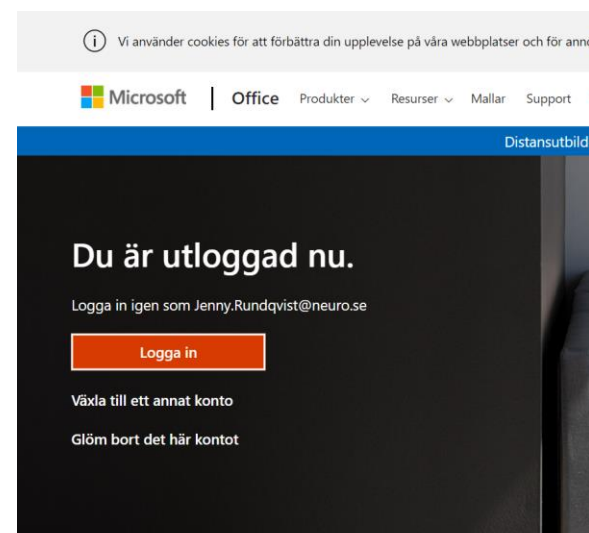 Vi använder cookies för att förbättra din upplevelse på våra webbplatser och för
Microsoft | Office Produkter Resurser Mallar Support
Du är utloggad nu.
Logga in igen som Jenny.Rundqvist@neuro.se
Logga in
Växla till ett annat konto
Glöm bort det här kontot